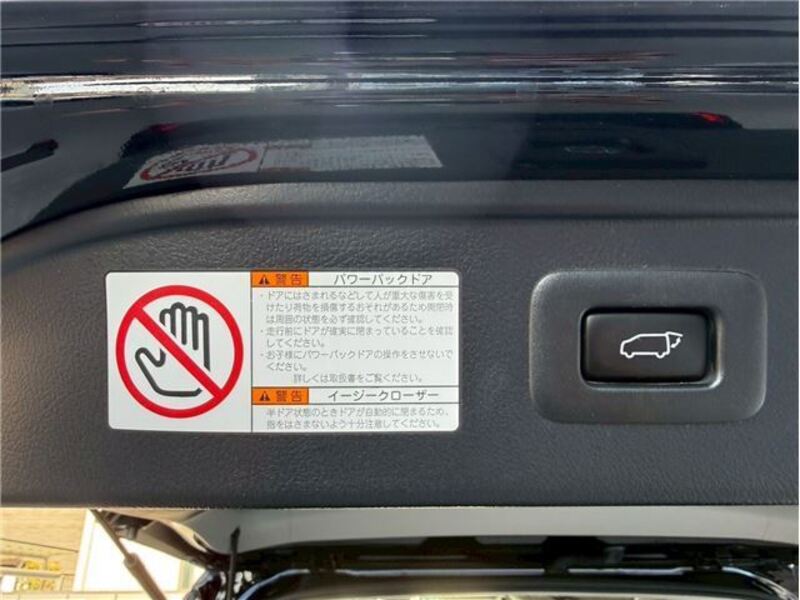 警告 パワーバックドア
・ドアにはさまれるなどして人が重大な傷害を受
けたり荷物を損傷するおそれがあるため開閉時
は周囲の状態を必ず確認してください。
・走行前にドアが確実に閉まっていることを確認
してください。
・お子様にパワーバックドアの操作をさせないで
ください。
詳しくは取扱書をご覧ください。
警告 イージークローザー
半ドア状態のときドアが自動的に閉まるため、
指をはさまないよう十分注意してください。